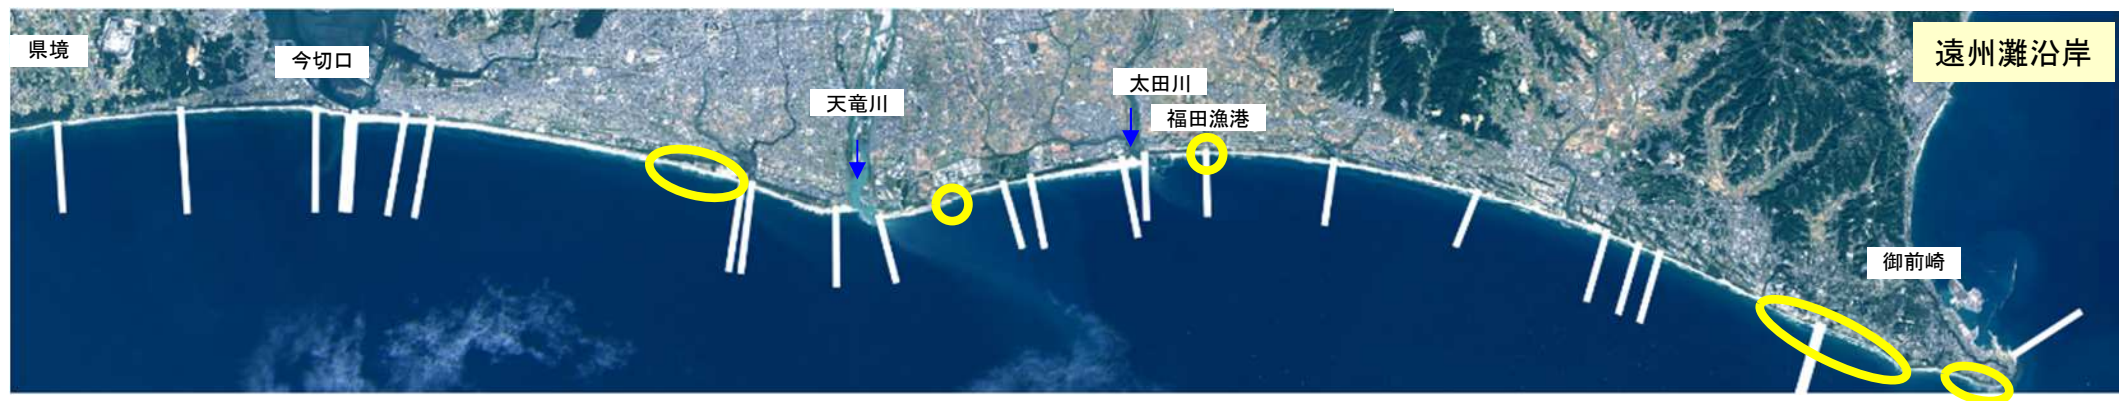 県境
今切口
天竜川
太田川
福田漁港
御前崎
遠州灘沿岸